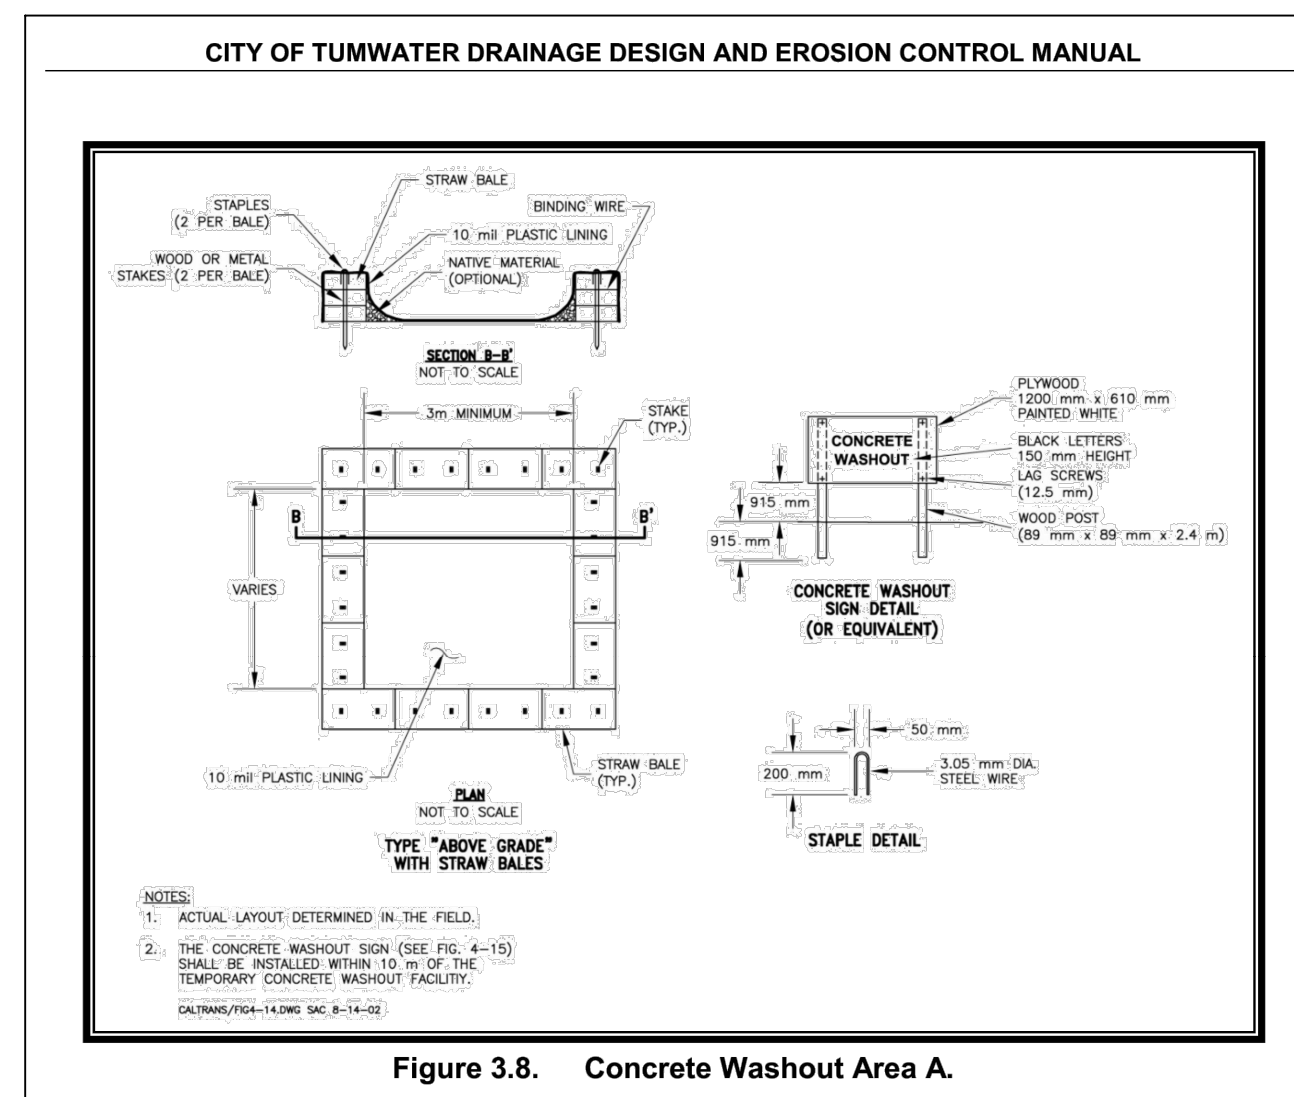 CITY OF TUMWATER DRAINAGE DESIGN AND EROSION CONTROL MANUAL
STRAW BALE
STAPLES
(2 PER BALE)
BINDING WIRE
10 mil PLASTIC LINING
WOOD OR METAL
STAKES (2 PER BALE)
NATIVE MATERIAL
(OPTIONAL)
SECTION B-B'
NOT TO SCALE
3m MINIMUM
STAKE
(TYP.)
B
B'
VARIES
10 mil PLASTIC LINING
STRAW BALE
(TYP.)
PLAN
NOT TO SCALE
TYPE "ABOVE GRADE"
WITH STRAW BALES
PLYWOOD
1200 mm x 610 mm
PAINTED WHITE
CONCRETE
WASHOUT
BLACK LETTERS
150 mm HEIGHT
LAG SCREWS
(12.5 mm)
915 mm
WOOD POST
(89 mm x 89 mm x 2.4 m)
915 mm
CONCRETE WASHOUT
SIGN DETAIL
(OR EQUIVALENT)
50 mm
200 mm
3.05 mm DIA.
STEEL WIRE
STAPLE DETAIL
NOTES:
1. ACTUAL LAYOUT DETERMINED IN THE FIELD.
2. THE CONCRETE WASHOUT SIGN (SEE FIG. 4-15)
SHALL BE INSTALLED WITHIN 10 m OF THE
TEMPORARY CONCRETE WASHOUT FACILITIY.
CALTRANS/FIG4-14.DWG SAC 8-14-02
Figure 3.8. Concrete Washout Area A.